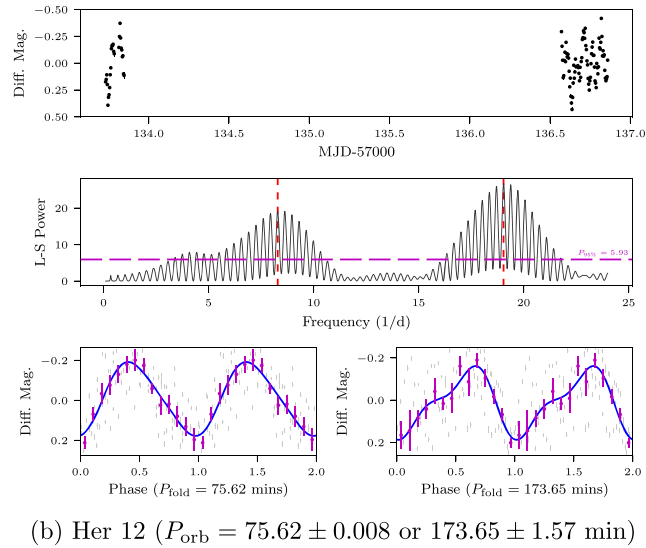 −0.50
−0.25
0.00
0.25
0.50
Diff. Mag.
134.0 134.5 135.0 135.5 136.0 136.5 137.0
MJD-57000
20
10
0
L-S Power
P99% = 5.93
0 5 10 15 20 25
Frequency (1/d)
−0.2
0.0
0.2
Diff. Mag.
0.0 0.5 1.0 1.5 2.0
Phase (Pfold = 75.62 mins)
−0.2
0.0
0.2
Diff. Mag.
0.0 0.5 1.0 1.5 2.0
Phase (Pfold = 173.65 mins)
(b) Her 12 (Porb = 75.62 ± 0.008 or 173.65 ± 1.57 min)